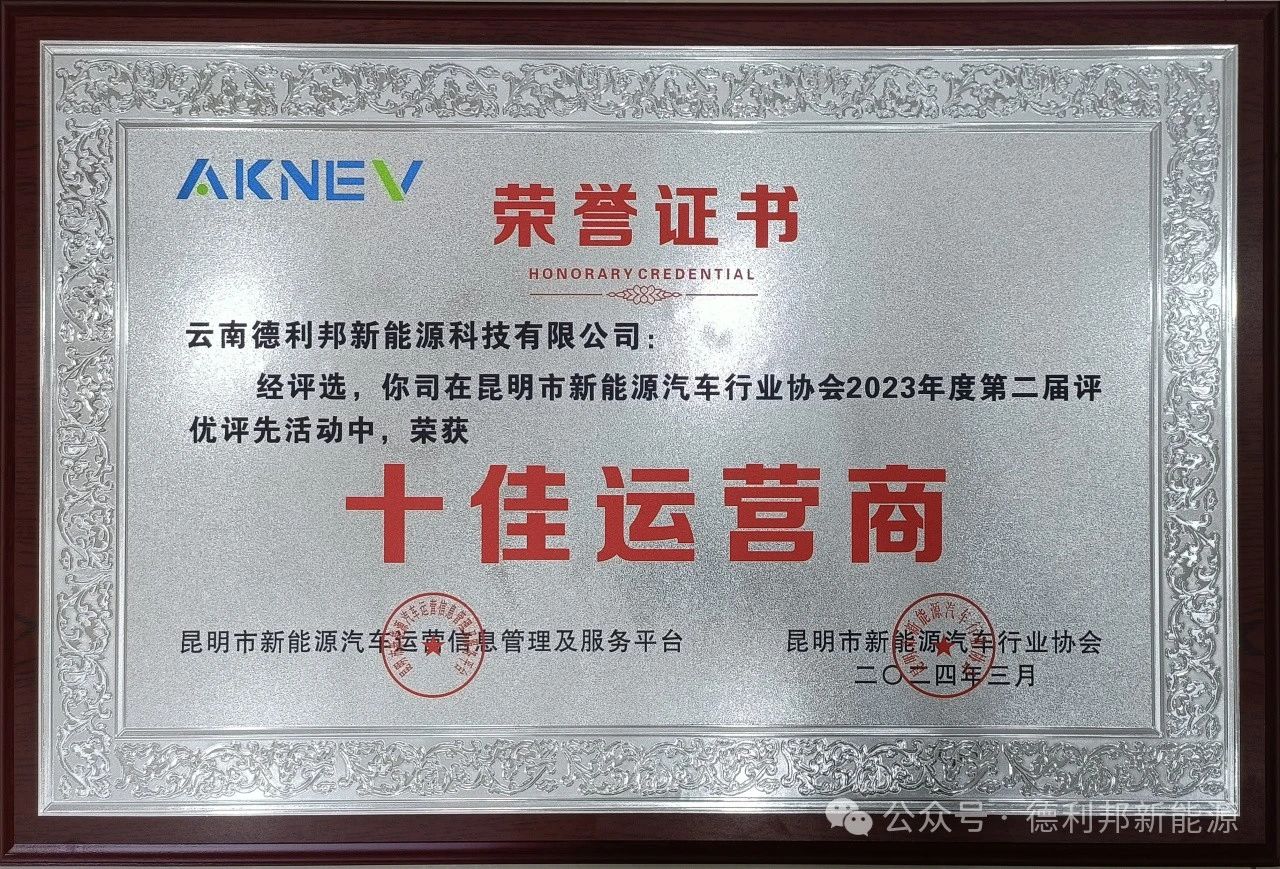 AKNEV
荣誉证书
HONORARY CREDENTIAL
云南德利邦新能源科技有限公司：
经评选，你司在昆明市新能源汽车行业协会2023年度第二届评
优评先活动中，荣获
十佳运营商
昆明市新能源汽车运营信息管理及服务平台
昆明市新能源汽车行业协会
二〇二四年三月
公众号·德利邦新能源